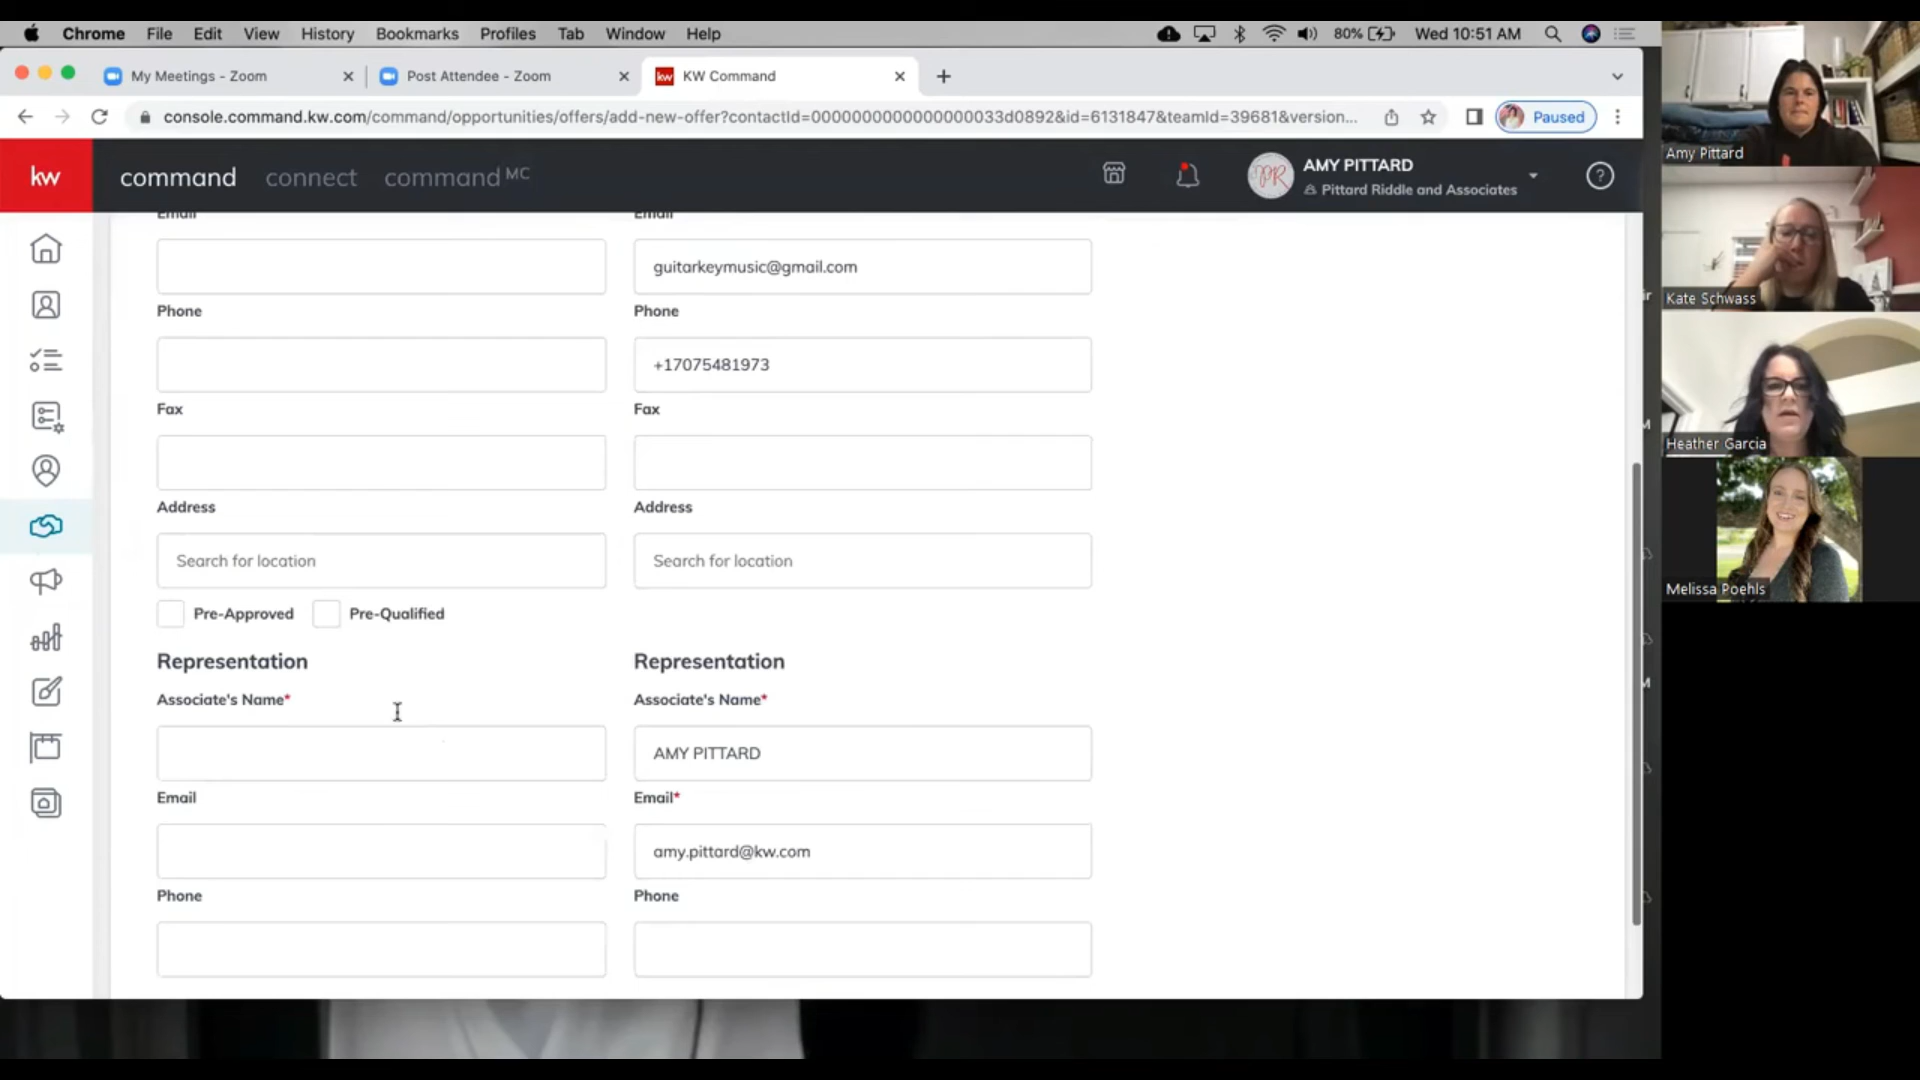 Chrome File Edit View History Bookmarks Profiles Tab Window Help 80% Wed 10:51 AM
My Meetings - Zoom Post Attendee - Zoom kw KW Command
console.command.kw.com/command/opportunities/offers/add-new-offer?contactId=0000000000000000033d0892&id=6131847&teamId=39681&version... Paused
kw command connect command MC PR AMY PITTARD
Pittard Riddle and Associates
Email Email
guitarkeymusic@gmail.com
Phone Phone
+17075481973
Fax Fax
Address Address
Search for location Search for location
Pre-Approved Pre-Qualified
Representation Representation
Associate's Name* Associate's Name*
AMY PITTARD
Email Email*
amy.pittard@kw.com
Phone Phone
Amy Pittard
Kate Schwass
Heather Garcia
Melissa Poehls